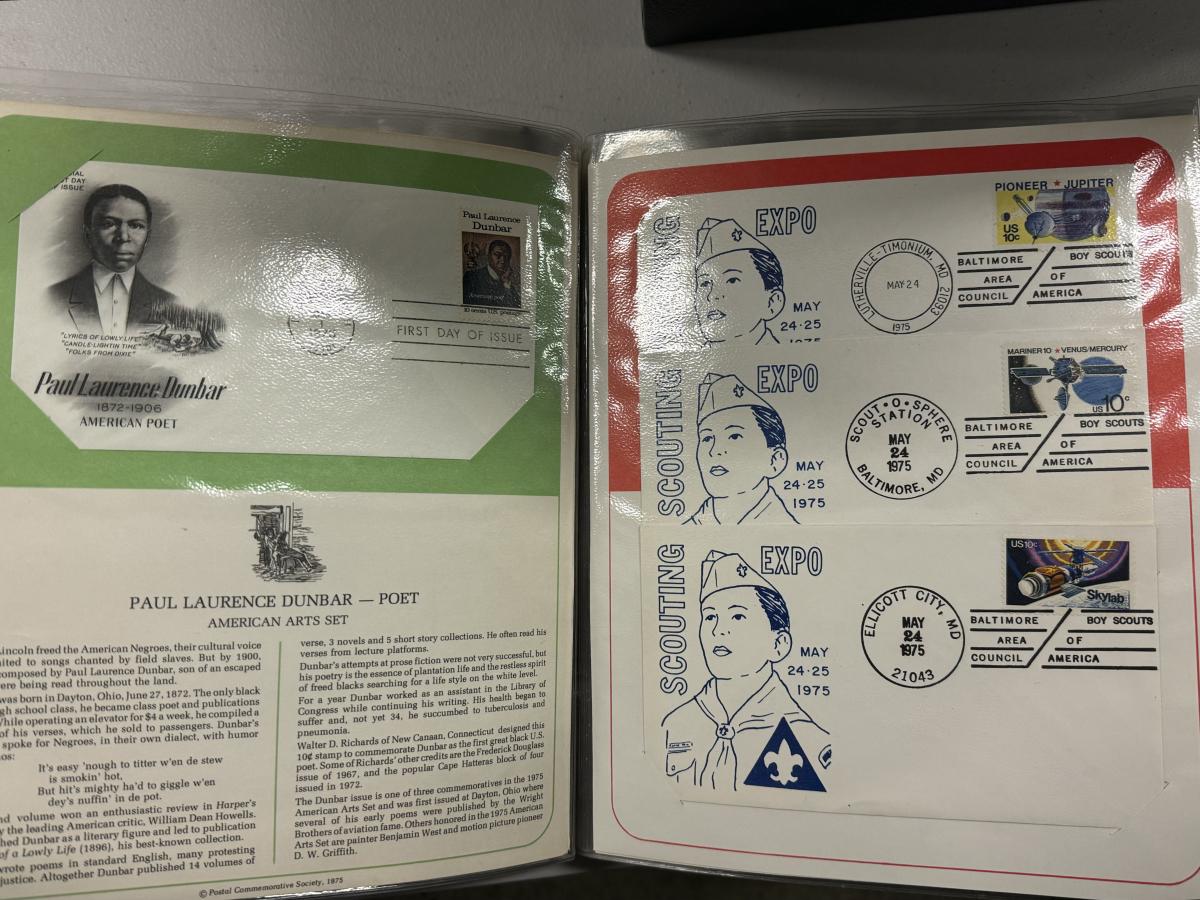 T DAY
ISSUE
"LYRICS OF LOWLY LIFE"
"CANDLE-LIGHTIN TIME"
"FOLKS FROM DIXIE"
Paul Laurence Dunbar
1872-1906
AMERICAN POET
Paul Laurence
Dunbar
American poet
10 cents U.S. postage
FIRST DAY OF ISSUE
PAUL LAURENCE DUNBAR — POET
AMERICAN ARTS SET
Lincoln freed the American Negroes, their cultural voice
ited to songs chanted by field slaves. But by 1900,
composed by Paul Laurence Dunbar, son of an escaped
ere being read throughout the land.
was born in Dayton, Ohio, June 27, 1872. The only black
gh school class, he became class poet and publications
While operating an elevator for $4 a week, he compiled a
of his verses, which he sold to passengers. Dunbar's
spoke for Negroes, in their own dialect, with humor
os:
It's easy 'nough to titter w'en de stew
is smokin' hot,
But hit's mighty ha'd to giggle w'en
dey's nuffin' in de pot.
nd volume won an enthusiastic review in Harper's
y the leading American critic, William Dean Howells.
hed Dunbar as a literary figure and led to publication
of a Lowly Life (1896), his best-known collection.
wrote poems in standard English, many protesting
justice. Altogether Dunbar published 14 volumes of
verse, 3 novels and 5 short story collections. He often read his
verses from lecture platforms.
Dunbar's attempts at prose fiction were not very successful, but
his poetry is the essence of plantation life and the restless spirit
of freed blacks searching for a life style on the white level.
For a year Dunbar worked as an assistant in the Library of
Congress while continuing his writing. His health began to
suffer and, not yet 34, he succumbed to tuberculosis and
pneumonia.
Walter D. Richards of New Canaan, Connecticut designed this
10¢ stamp to commemorate Dunbar as the first great black U.S.
poet. Some of Richards' other credits are the Frederick Douglass
issue of 1967, and the popular Cape Hatteras block of four
issued in 1972.
The Dunbar issue is one of three commemoratives in the 1975
American Arts Set and was first issued at Dayton, Ohio where
several of his early poems were published by the Wright
Brothers of aviation fame. Others honored in the 1975 American
Arts Set are painter Benjamin West and motion picture pioneer
D. W. Griffith.
© Postal Commemorative Society, 1975
EXPO
MAY
24-25
1975
LUTHERVILLE-TIMONIUM, MD 21093
MAY 24
1975
PIONEER ★ JUPITER
US
10c
BALTIMORE
AREA
COUNCIL
BOY SCOUTS
OF
AMERICA
SCOUTING
EXPO
MAY
24-25
1975
SCOUT-O-SPHERE
STATION
MAY
24
1975
BALTIMORE, MD
MARINER 10 ★ VENUS/MERCURY
US 10c
BALTIMORE
AREA
COUNCIL
BOY SCOUTS
OF
AMERICA
SCOUTING
EXPO
MAY
24-25
1975
ELLICOTT CITY, MD
MAY
24
1975
21043
US 10c
Skylab
BALTIMORE
AREA
COUNCIL
BOY SCOUTS
OF
AMERICA